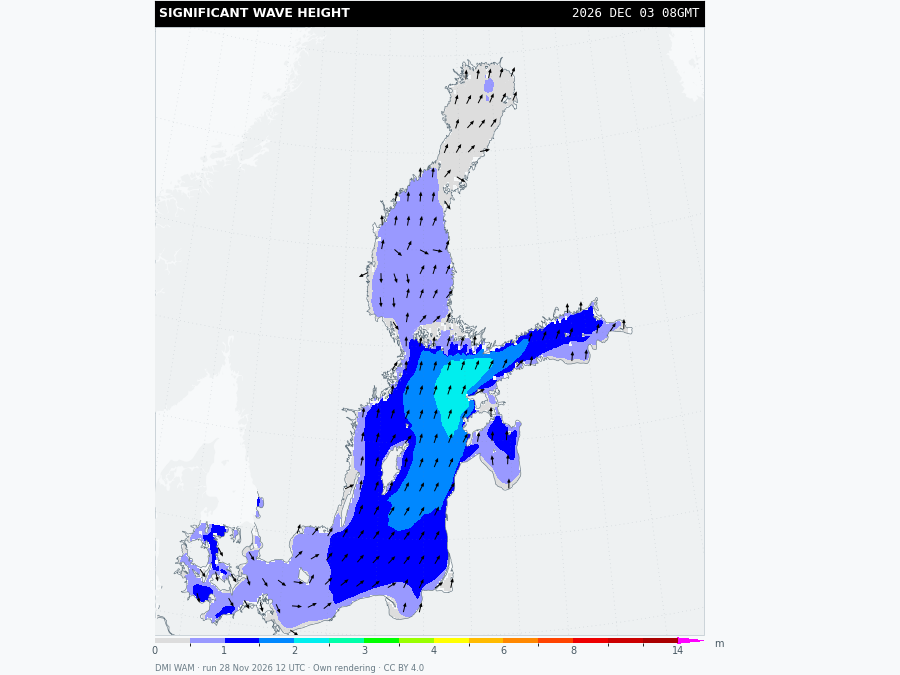 SIGNIFICANT WAVE HEIGHT 2026 DEC 03 08GMT
0 1 2 3 4 6 8 14 m
DMI WAM · run 28 Nov 2026 12 UTC · Own rendering · CC BY 4.0